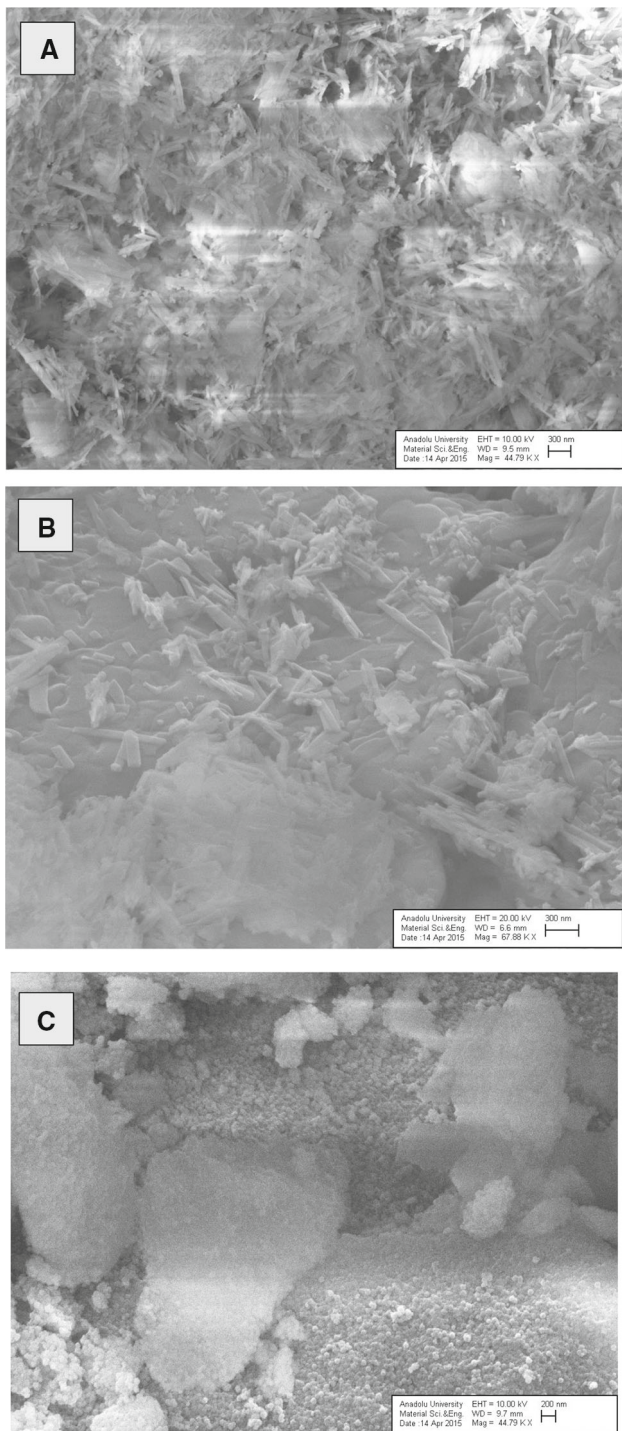 A
Anadolu University EHT = 10.00 kV 300 nm
Material Sci.&Eng. WD = 9.5 mm
Date :14 Apr 2015 Mag = 44.79 K X
B
Anadolu University EHT = 20.00 kV 300 nm
Material Sci.&Eng. WD = 6.6 mm
Date :14 Apr 2015 Mag = 67.88 K X
C
Anadolu University EHT = 10.00 kV 200 nm
Material Sci.&Eng. WD = 9.7 mm
Date :14 Apr 2015 Mag = 44.79 K X